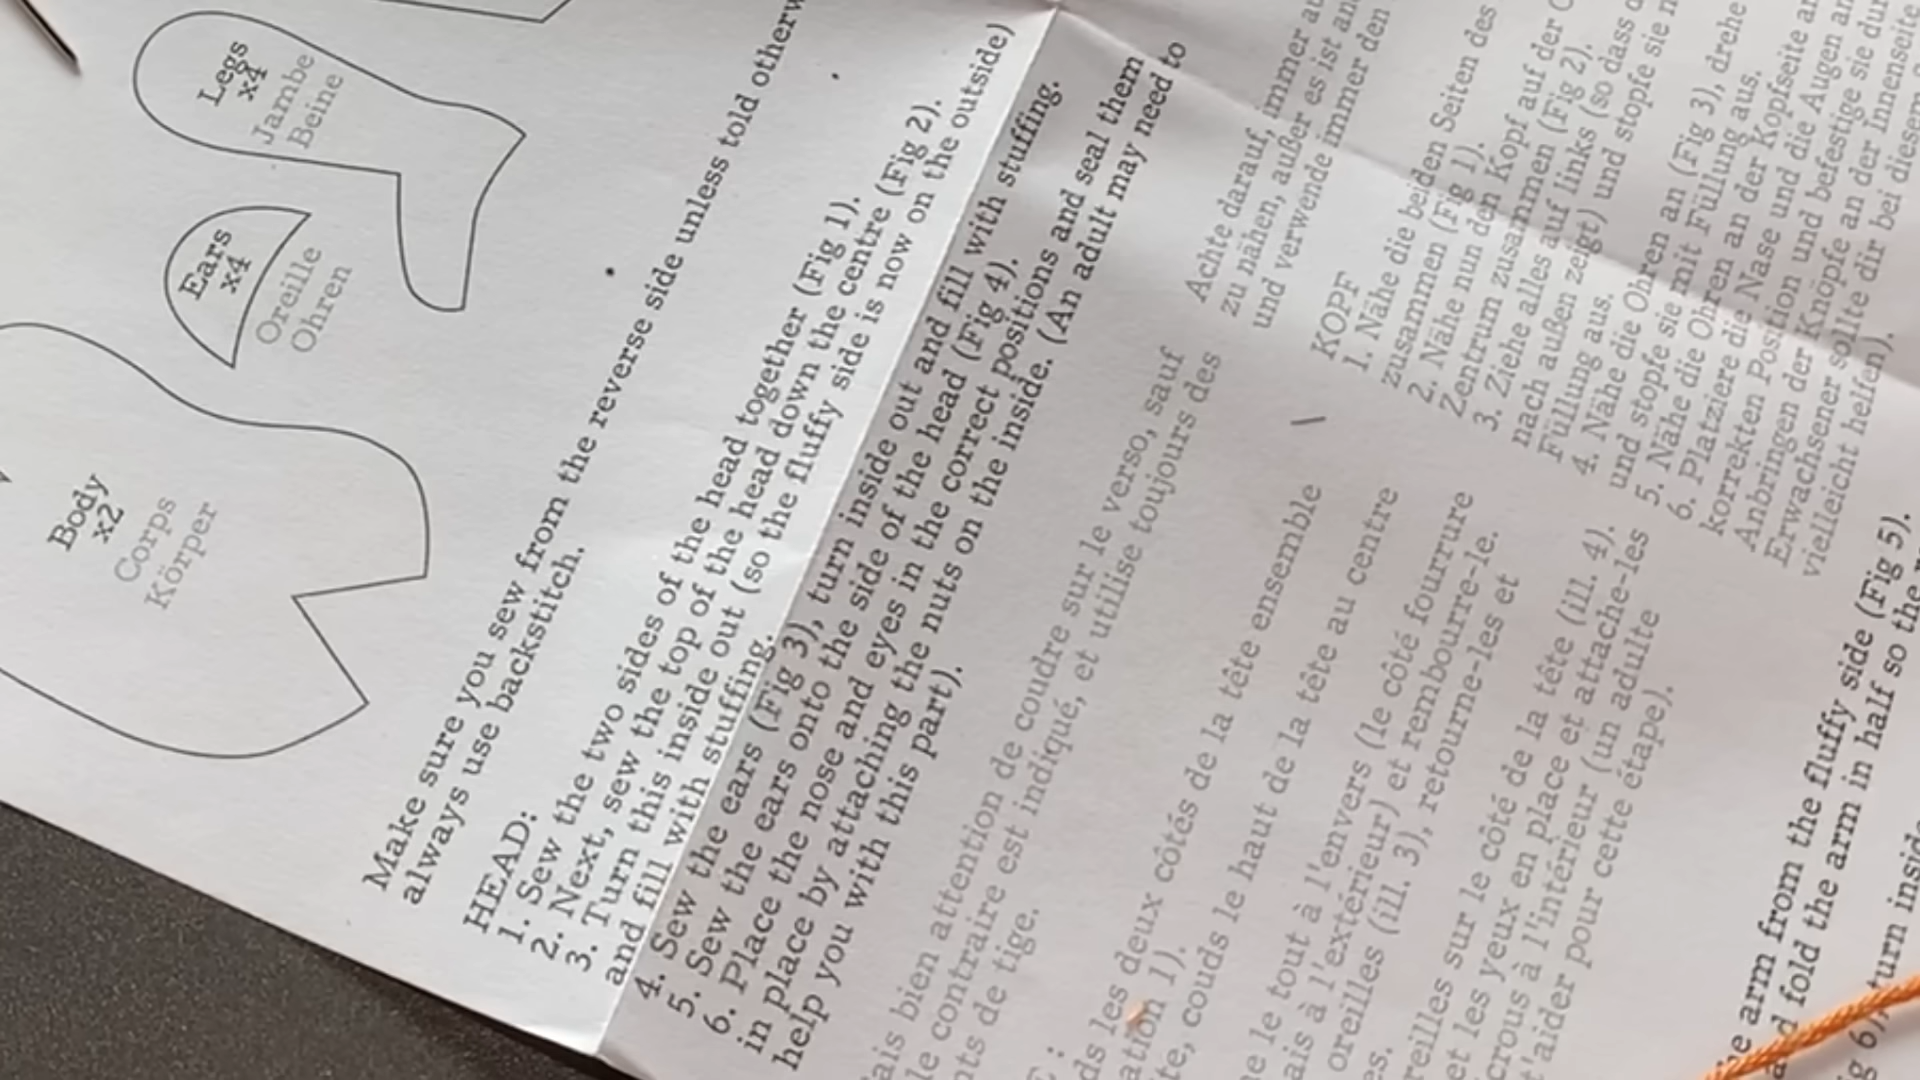 Legs
x4
Jambe
Beine
Ears
x4
Oreille
Ohren
Body
x2
Corps
Körper
Make sure you sew from the reverse side unless told
always use backstitch.
HEAD:
1. Sew the two sides of the head together (Fig 1).
2. Next, sew the top of the head down the centre (Fig 2).
3. Turn this inside out (so the fluffy side is now on the outside)
and fill with stuffing.
4. Sew the ears (Fig 3), turn inside out and fill with stuffing.
5. Sew the ears onto the side of the head (Fig 4).
6. Place the nose and eyes in the correct positions and seal them
in place by attaching the nuts on the inside. (An adult may need to
help you with this part).
bien attention de coudre sur le verso, sauf
le contraire est indiqué, et utilise toujours des
de tige.
les deux côtés de la tête ensemble
1).
couds le haut de la tête au centre
le tout à l'envers (le côté fourrure
à l'extérieur) et rembourre-le.
oreilles (ill. 3), retourne-les et
sur le côté de la tête (ill. 4).
et les yeux en place et attache-les
à l'intérieur (un adulte
t'aider pour cette étape).
Achte darauf, immer
zu nähen, außer es ist
und verwende immer den
KOPF
1. Nähe die beiden Seiten des
zusammen (Fig 1).
2. Nähe nun den Kopf auf der
Zentrum zusammen (Fig 2).
3. Ziehe alles auf links (so dass
nach außen zeigt) und stopfe sie
Füllung aus.
4. Nähe die Ohren an (Fig 3), drehe
und stopfe sie mit Füllung aus.
5. Nähe die Ohren an der Kopfseite
6. Platziere die Nase und die Augen
korrekten Position und befestige sie
Anbringen der Knöpfe an der Innenseite
Erwachsener sollte dir bei diesem
vielleicht helfen).
arm from the fluffy side (Fig 5).
fold the arm in half so the
6), turn